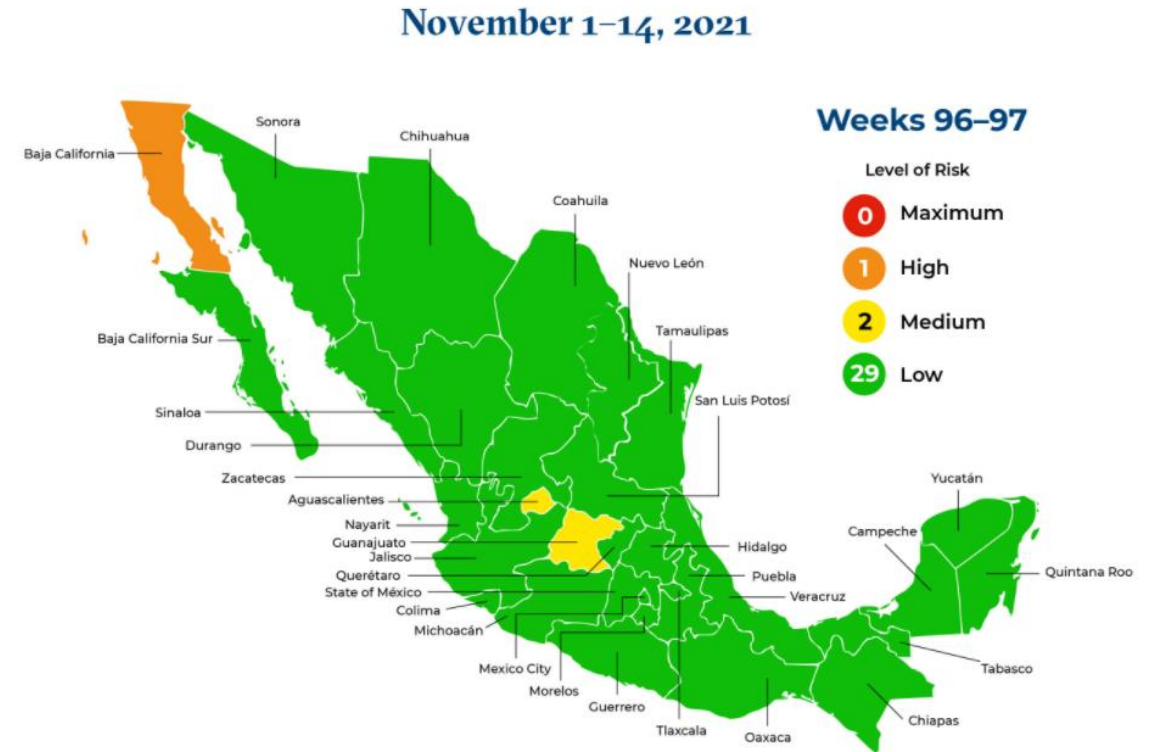 November 1–14, 2021
Weeks 96–97
Level of Risk
0 Maximum
1 High
2 Medium
29 Low
Sonora
Chihuahua
Baja California
Coahuila
Nuevo León
Tamaulipas
Baja California Sur
San Luis Potosí
Sinaloa
Durango
Zacatecas
Yucatán
Aguascalientes
Nayarit
Campeche
Guanajuato
Hidalgo
Jalisco
Quintana Roo
Querétaro
Puebla
State of México
Veracruz
Colima
Michoacán
Mexico City
Tabasco
Morelos
Guerrero
Chiapas
Tlaxcala
Oaxaca